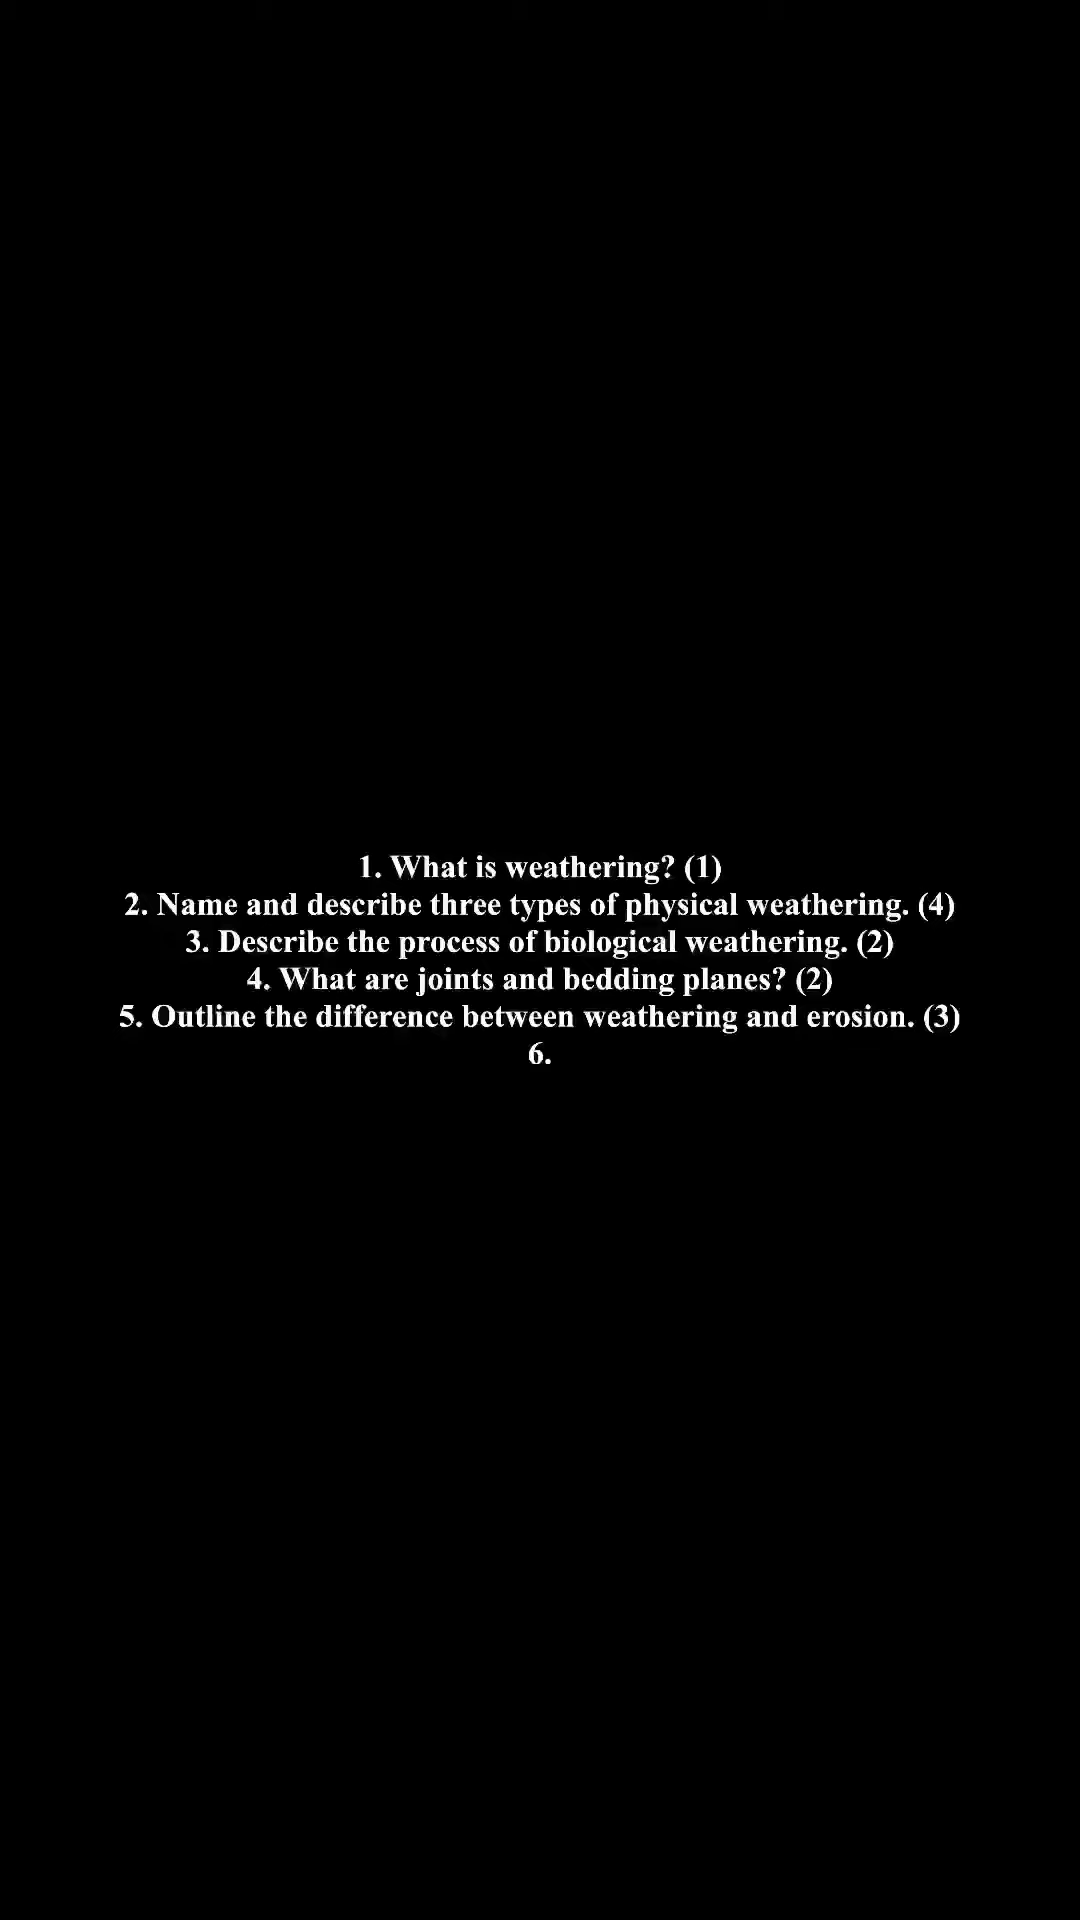 1. What is weathering? (1)
2. Name and describe three types of physical weathering. (4)
3. Describe the process of biological weathering. (2)
4. What are joints and bedding planes? (2)
5. Outline the difference between weathering and erosion. (3)
6.